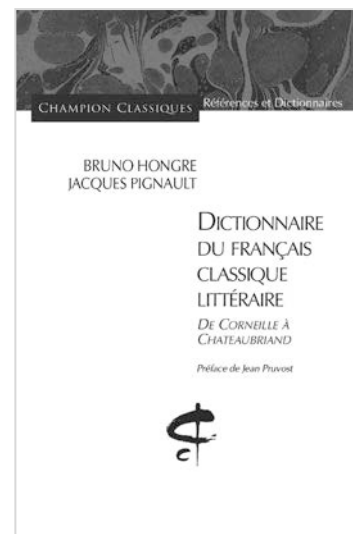 CHAMPION CLASSIQUES Références et Dictionnaires
BRUNO HONGRE
JACQUES PIGNAULT
DICTIONNAIRE
DU FRANÇAIS
CLASSIQUE
LITTÉRAIRE
DE CORNEILLE À
CHATEAUBRIAND
Préface de Jean Pruvost